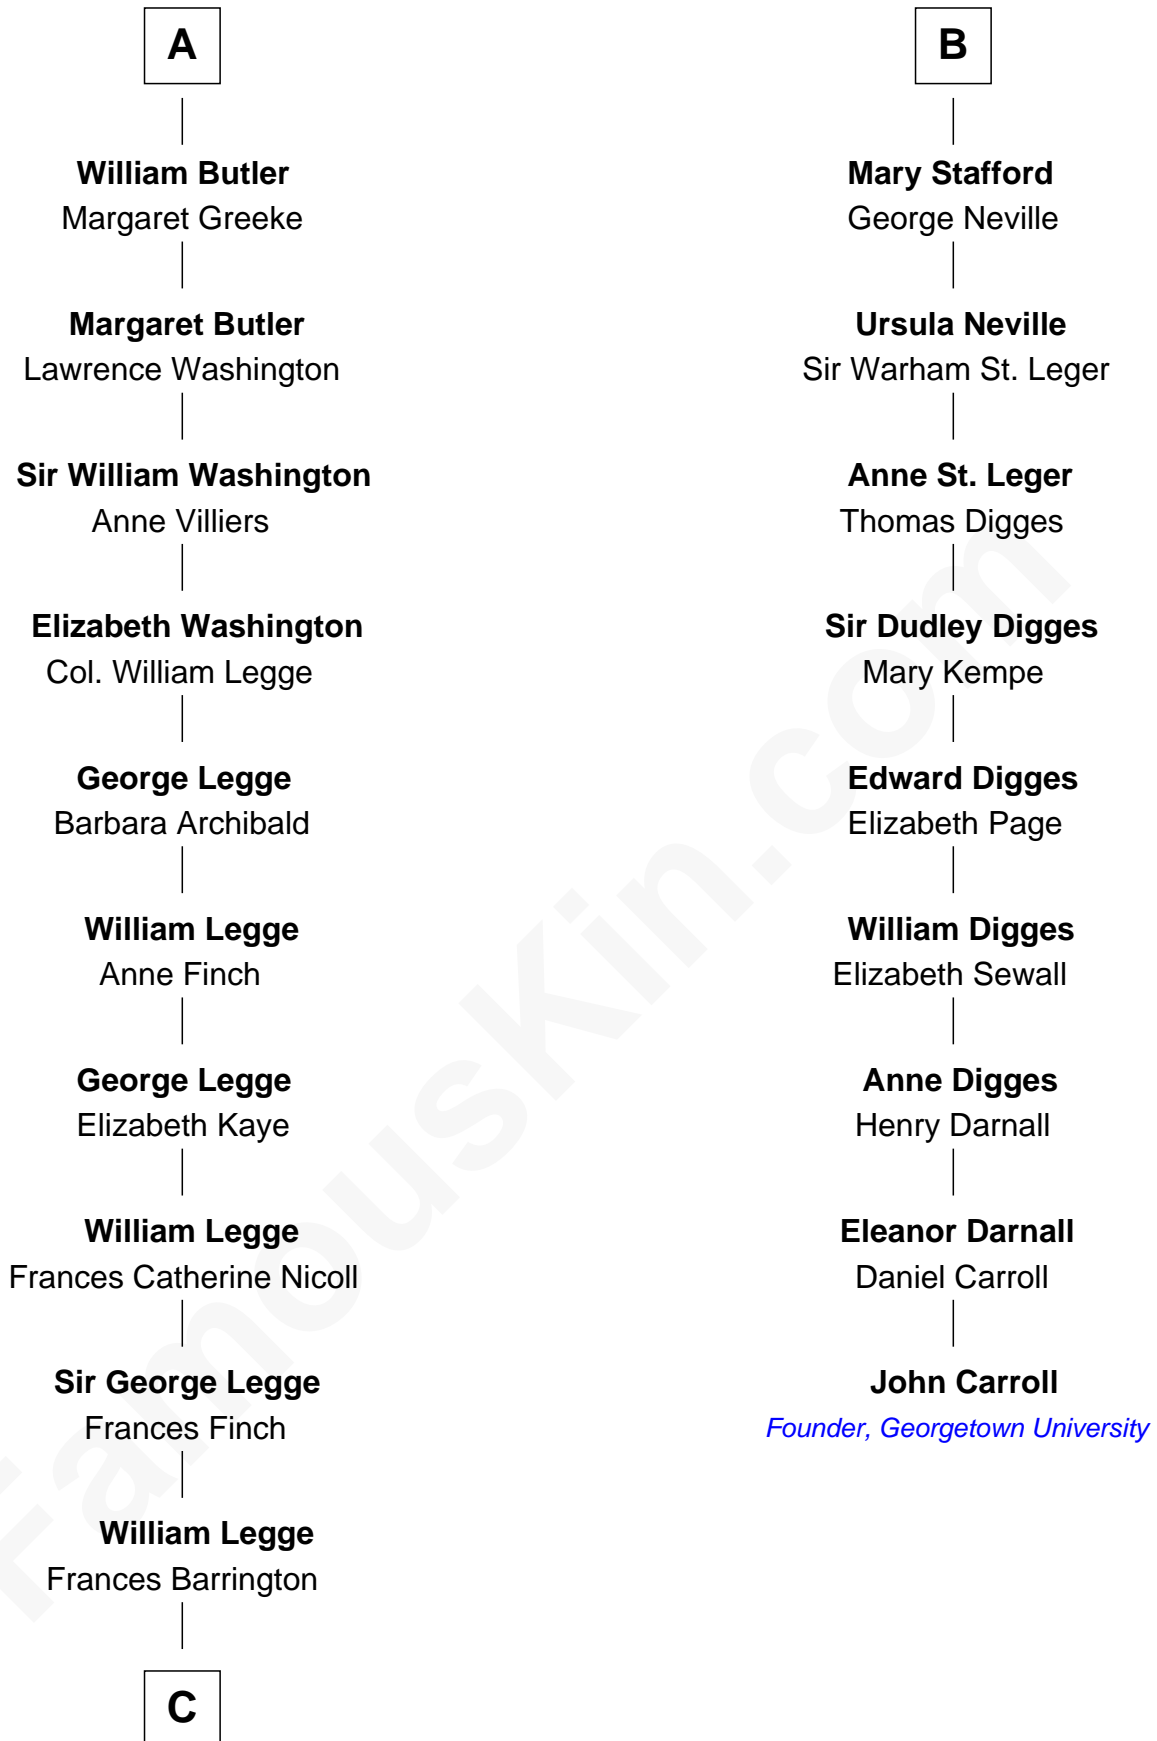 A
William Butler
Margaret Greeke
Margaret Butler
Lawrence Washington
Sir William Washington
Anne Villiers
Elizabeth Washington
Col. William Legge
George Legge
Barbara Archibald
William Legge
Anne Finch
George Legge
Elizabeth Kaye
William Legge
Frances Catherine Nicoll
Sir George Legge
Frances Finch
William Legge
Frances Barrington
C
B
Mary Stafford
George Neville
Ursula Neville
Sir Warham St. Leger
Anne St. Leger
Thomas Digges
Sir Dudley Digges
Mary Kempe
Edward Digges
Elizabeth Page
William Digges
Elizabeth Sewall
Anne Digges
Henry Darnall
Eleanor Darnall
Daniel Carroll
John Carroll
Founder, Georgetown University
FamousKin.com